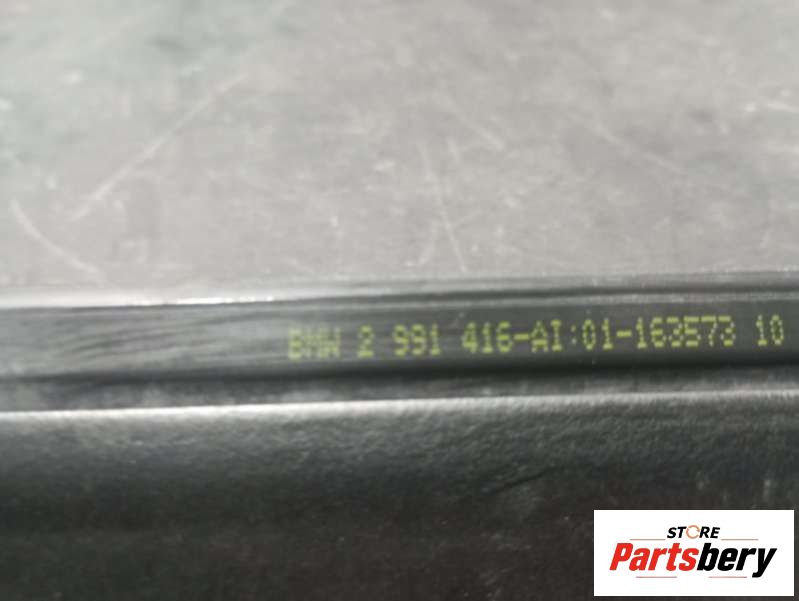 BMW 2 991 416-AI:01-163573 10
STORE
Partsbery